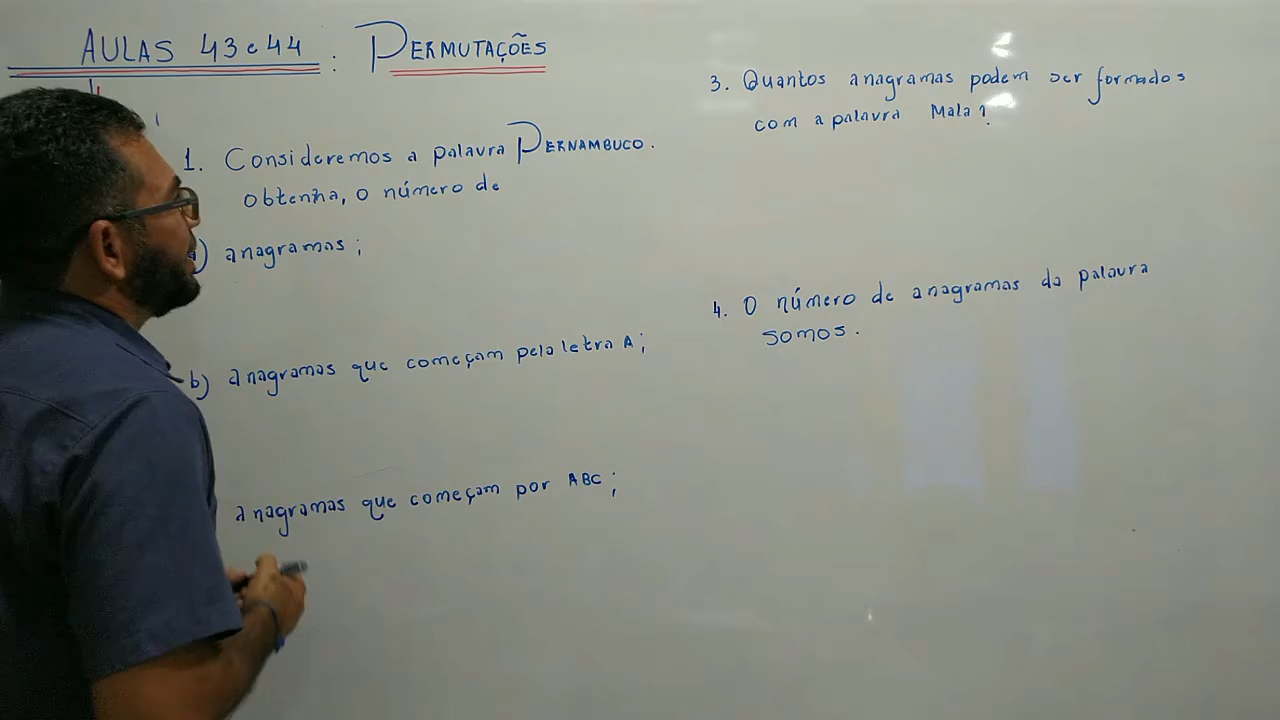 AULAS 43 e 44 : PERMUTAÇÕES
1. Consideremos a palavra PERNAMBUCO.
obtenha, o número de
a) anagramas;
b) anagramas que começam pela letra A;
anagramas que começam por ABC;
3. Quantos anagramas podem ser formados
com a palavra Mala?
4. O número de anagramas da palavra
somos.